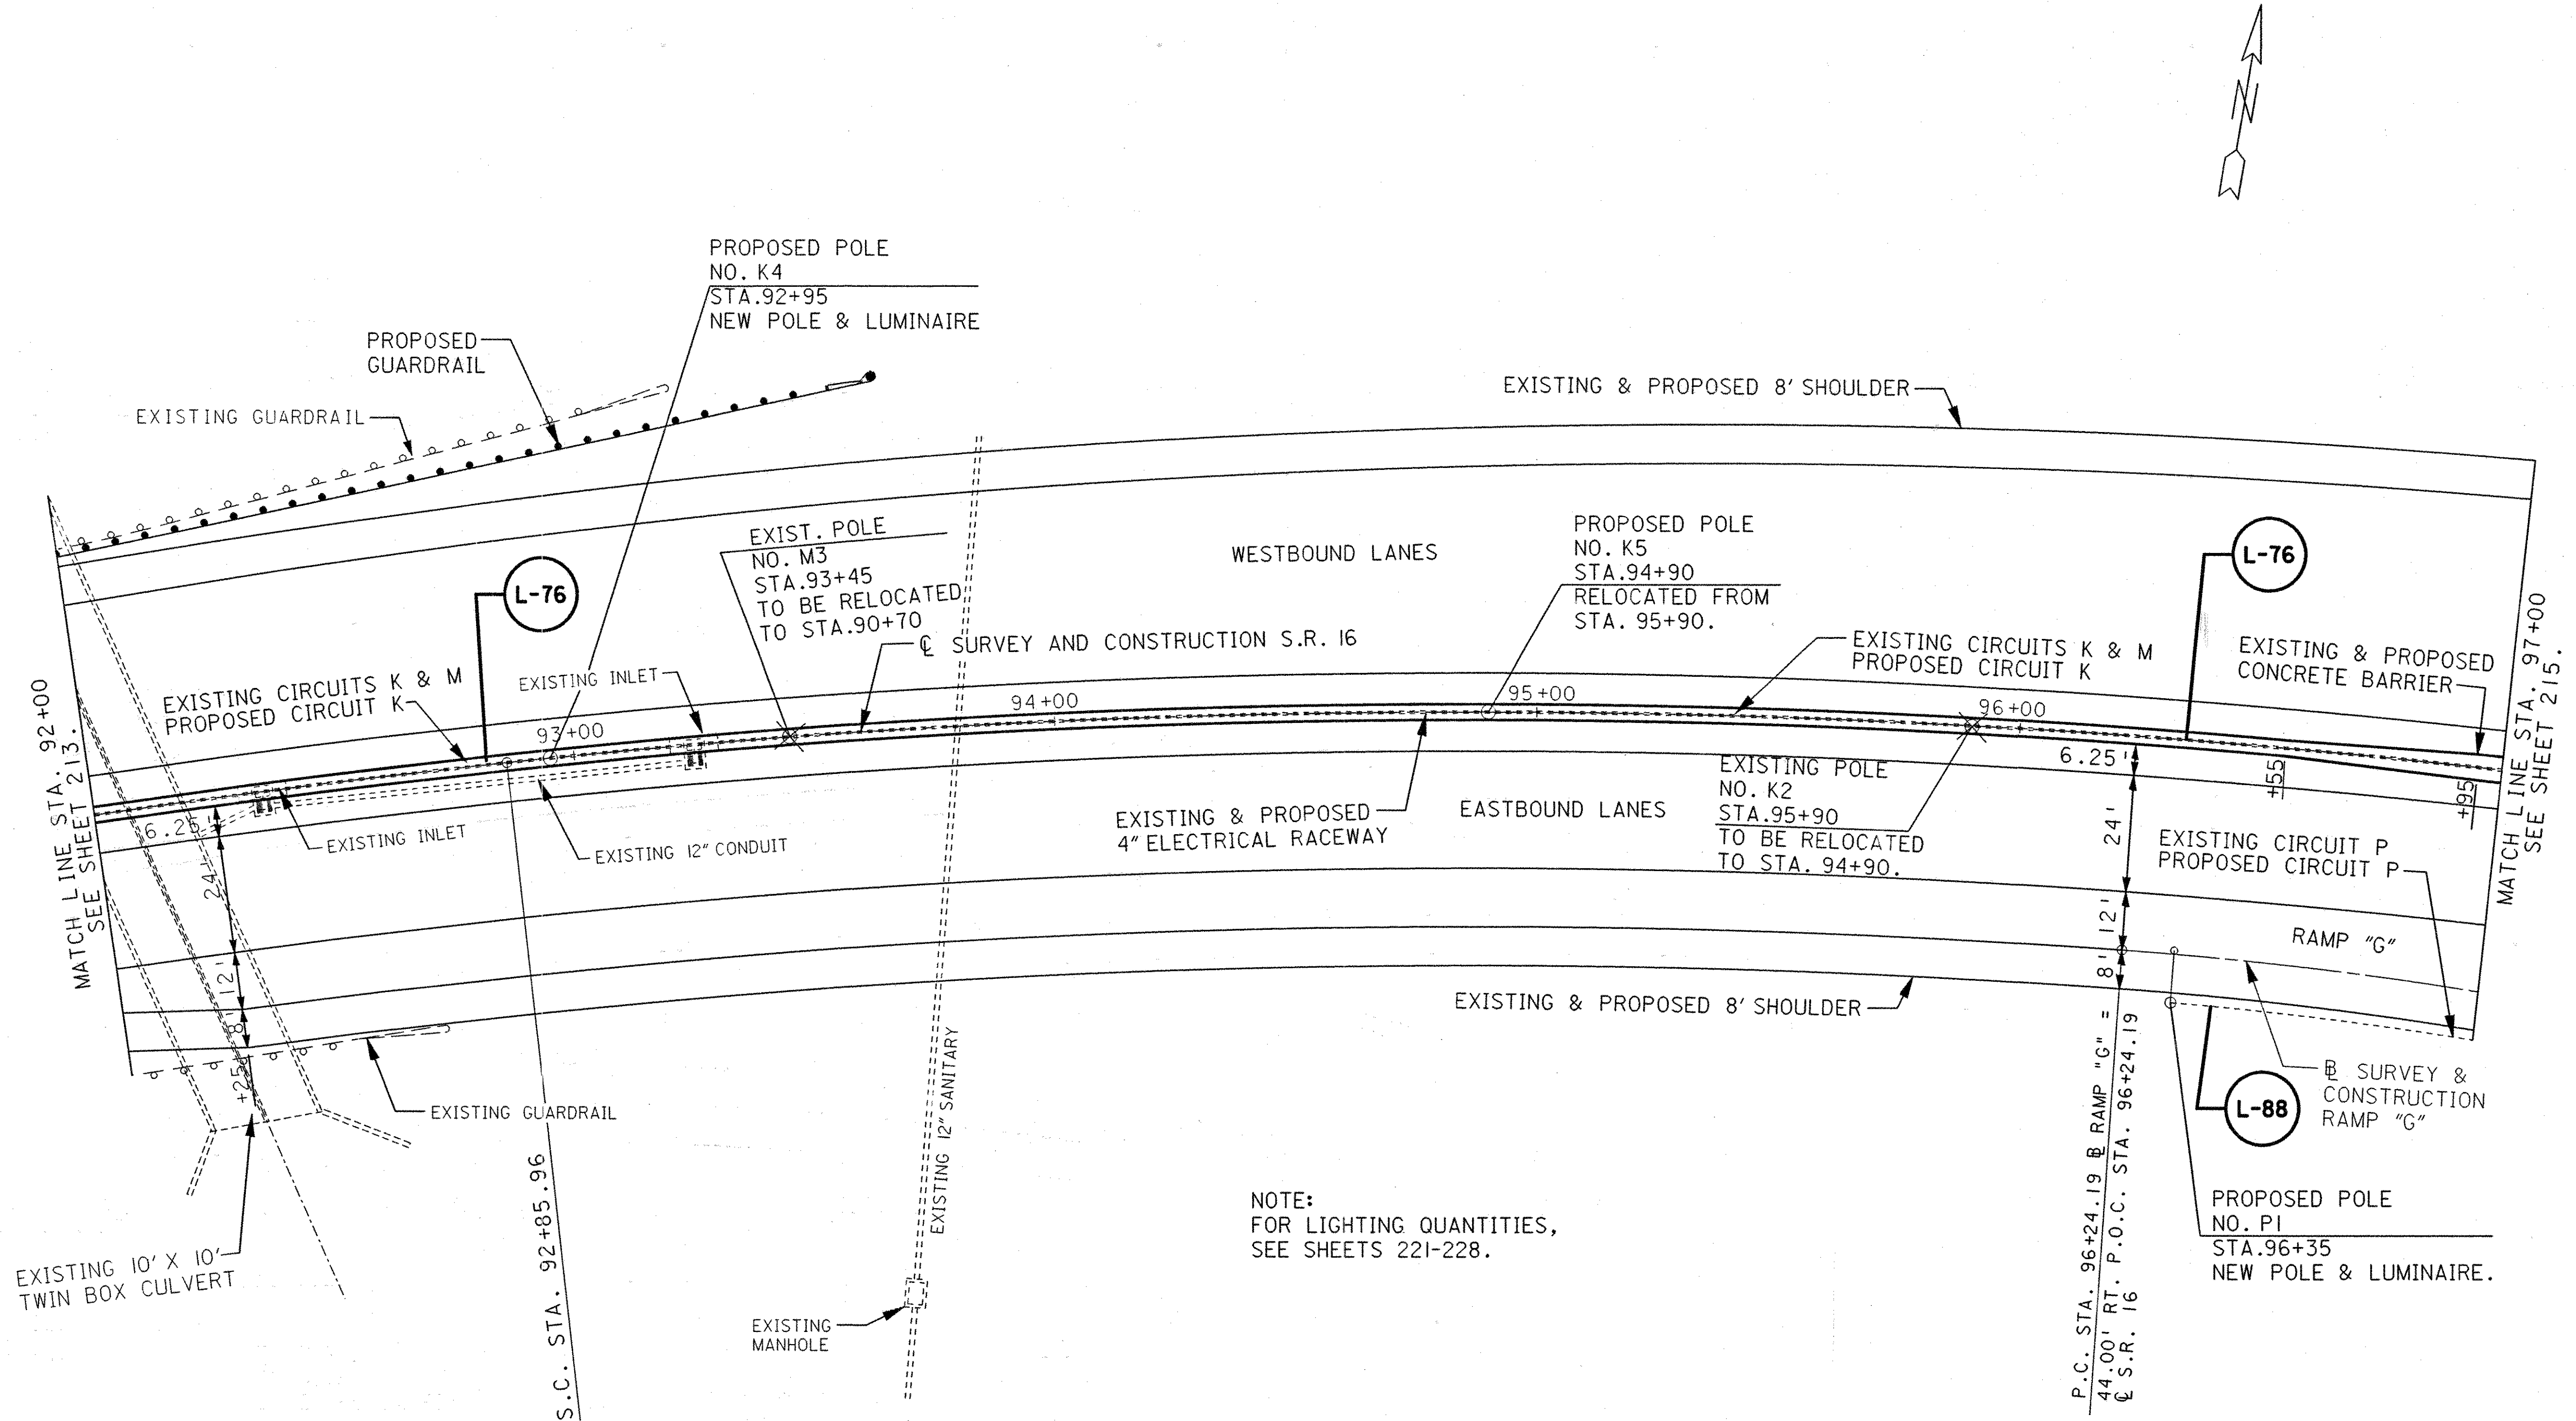 N
PROPOSED POLE
NO. K4
STA.92+95
NEW POLE & LUMINAIRE
PROPOSED
GUARDRAIL
EXISTING GUARDRAIL
EXISTING & PROPOSED 8' SHOULDER
EXIST. POLE
NO. M3
STA.93+45
TO BE RELOCATED
TO STA.90+70
WESTBOUND LANES
PROPOSED POLE
NO. K5
STA.94+90
RELOCATED FROM
STA. 95+90.
L-76
L-76
℄ SURVEY AND CONSTRUCTION S.R. 16
EXISTING CIRCUITS K & M
PROPOSED CIRCUIT K
EXISTING & PROPOSED
CONCRETE BARRIER
MATCH LINE STA. 92+00
SEE SHEET 213.
EXISTING CIRCUITS K & M
PROPOSED CIRCUIT K
EXISTING INLET
93+00
94+00
95+00
96+00
MATCH LINE STA. 97+00
SEE SHEET 215.
6.25'
EXISTING INLET
EXISTING 12" CONDUIT
EXISTING & PROPOSED
4" ELECTRICAL RACEWAY
EASTBOUND LANES
EXISTING POLE
NO. K2
STA.95+90
TO BE RELOCATED
TO STA. 94+90.
6.25'
+55
+95
24'
12'
8'
+25
24'
12'
8'
EXISTING CIRCUIT P
PROPOSED CIRCUIT P
RAMP "G"
EXISTING & PROPOSED 8' SHOULDER
EXISTING GUARDRAIL
EXISTING 12" SANITARY
S.C. STA. 92+85.96
EXISTING 10' X 10'
TWIN BOX CULVERT
EXISTING
MANHOLE
NOTE:
FOR LIGHTING QUANTITIES,
SEE SHEETS 221-228.
P.C. STA. 96+24.19 ⅊ RAMP "G" =
44.00' RT. P.O.C. STA. 96+24.19
℄ S.R. 16
L-88
⅊ SURVEY &
CONSTRUCTION
RAMP "G"
PROPOSED POLE
NO. P1
STA.96+35
NEW POLE & LUMINAIRE.